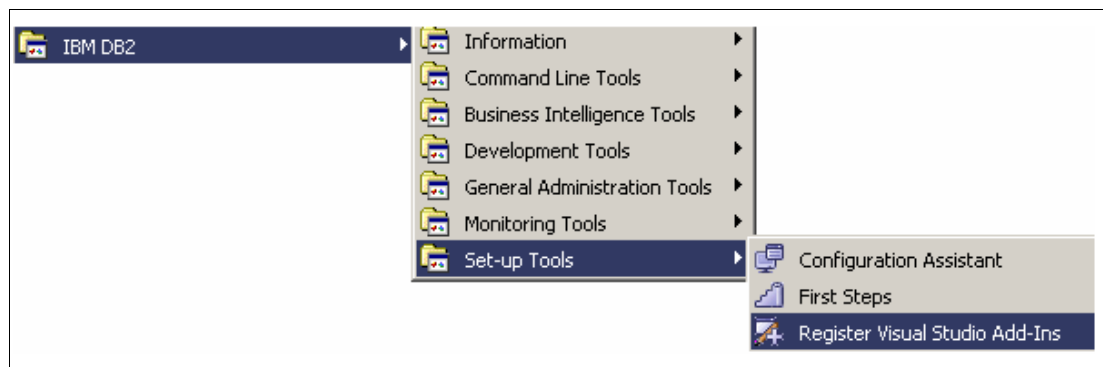 IBM DB2
Information
Command Line Tools
Business Intelligence Tools
Development Tools
General Administration Tools
Monitoring Tools
Set-up Tools
Configuration Assistant
First Steps
Register Visual Studio Add-Ins